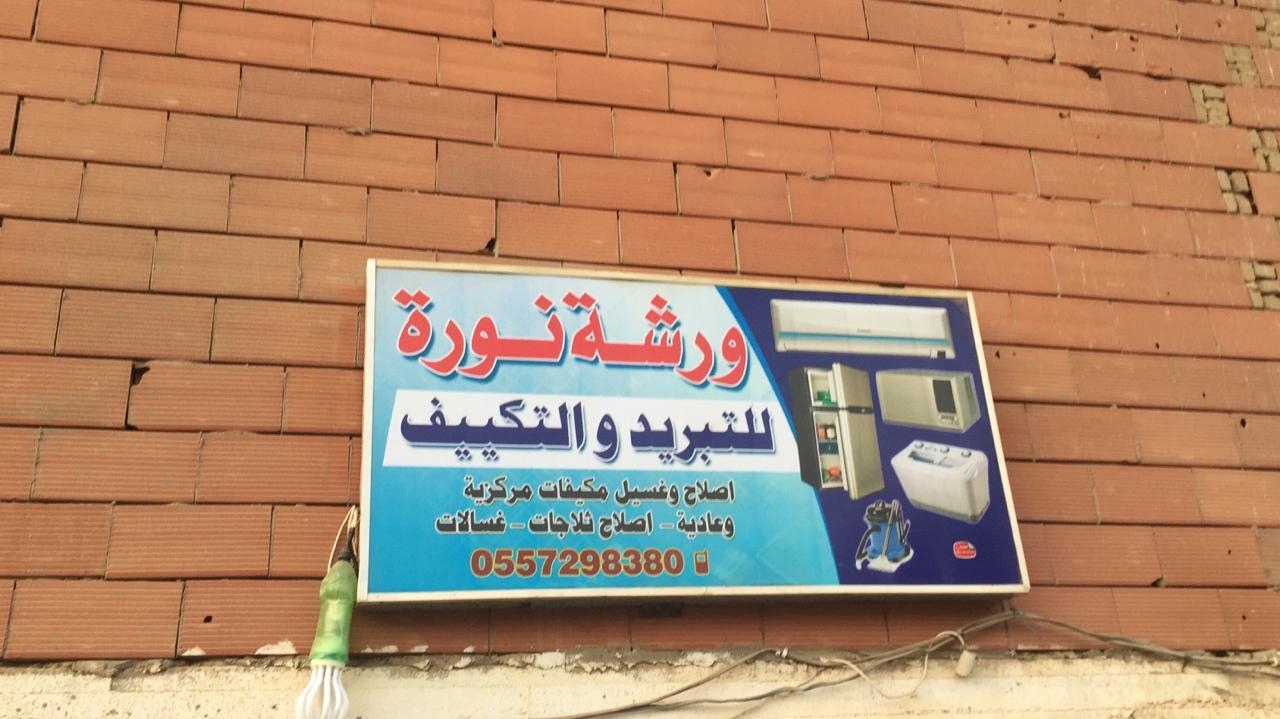 ورشة نورة
للتبريد والتكييف
اصلاح وغسيل مكيفات مركزية
وعادية - اصلاح ثلاجات - غسالات
0557298380